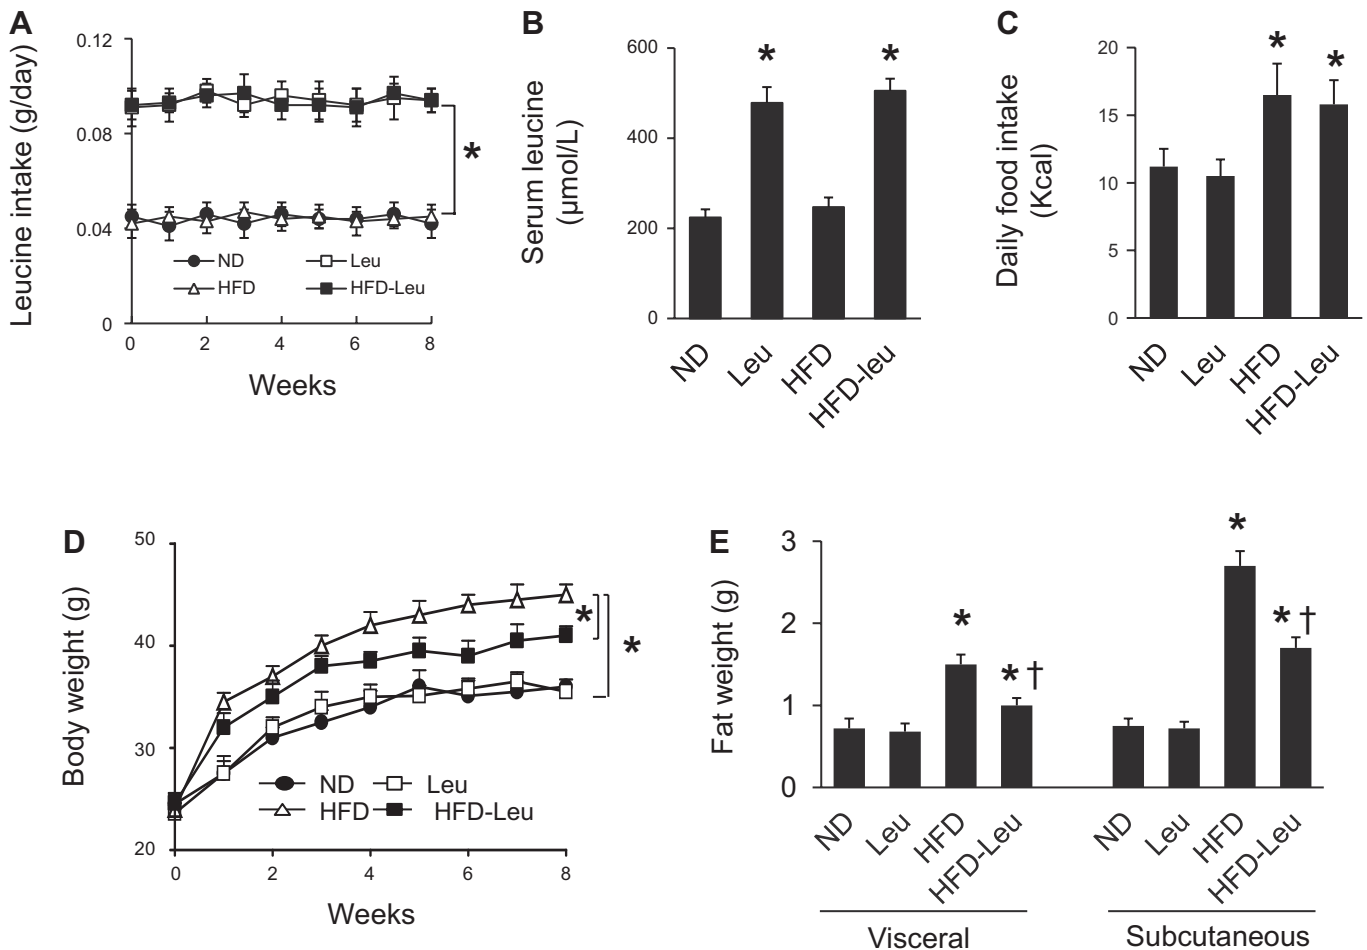 A
Leucine intake (g/day)
0.12
0.08
0.04
0
ND
Leu
HFD
HFD-Leu
*
0 2 4 6 8
Weeks
B
Serum leucine
(µmol/L)
600
400
200
0
* *
ND Leu HFD HFD-leu
C
Daily food intake
(Kcal)
20
15
10
5
0
* *
ND Leu HFD HFD-Leu
D
Body weight (g)
50
40
30
20
* *
ND Leu
HFD HFD-Leu
0 2 4 6 8
Weeks
E
Fat weight (g)
3
2
1
0
* *† * *†
ND Leu HFD HFD-Leu ND Leu HFD HFD-Leu
Visceral Subcutaneous